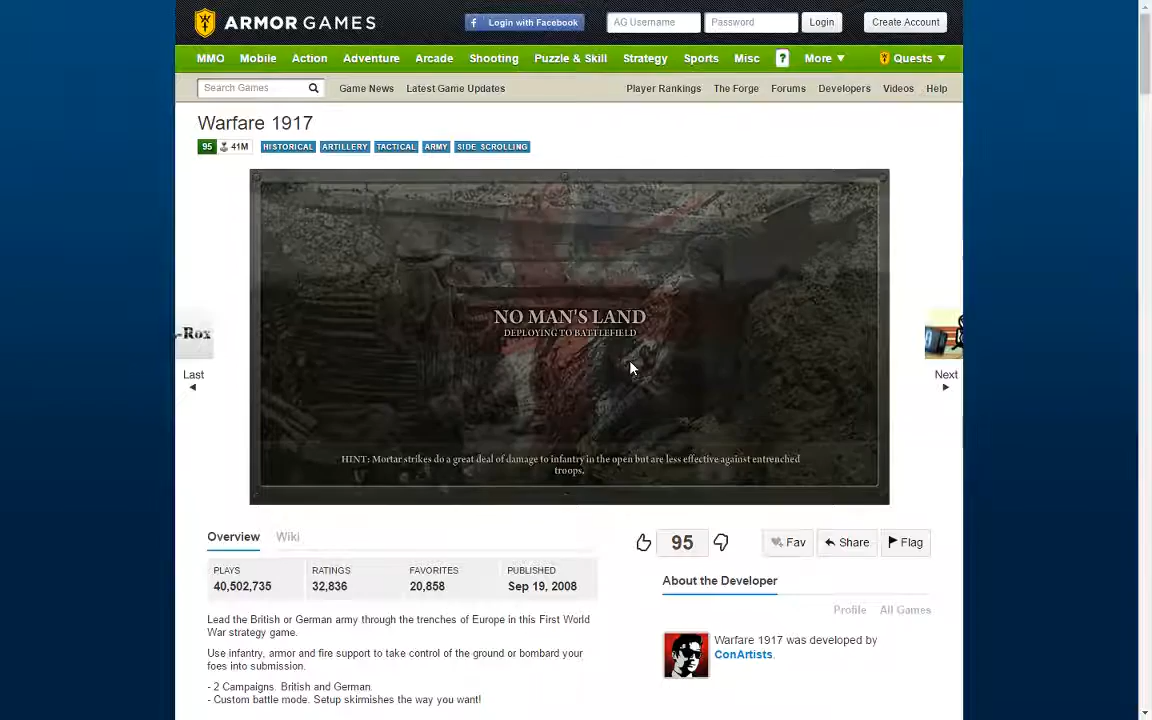 ARMOR GAMES
f Login with Facebook
AG Username
Password
Login
Create Account
MMO Mobile Action Adventure Arcade Shooting Puzzle & Skill Strategy Sports Misc ? More ▼ Quests ▼
Search Games
Game News Latest Game Updates
Player Rankings The Forge Forums Developers Videos Help
Warfare 1917
95 41M HISTORICAL ARTILLERY TACTICAL ARMY SIDE SCROLLING
NO MAN'S LAND
DEPLOYING TO BATTLEFIELD
-Rox
Last
Next
HINT: Mortar strikes do a great deal of damage to infantry in the open but are less effective against entrenched
troops.
Overview Wiki
95 Fav Share Flag
PLAYS RATINGS FAVORITES PUBLISHED
40,502,735 32,836 20,858 Sep 19, 2008
About the Developer
Profile All Games
Lead the British or German army through the trenches of Europe in this First World
War strategy game.
Use infantry, armor and fire support to take control of the ground or bombard your
foes into submission.
- 2 Campaigns. British and German.
- Custom battle mode. Setup skirmishes the way you want!
Warfare 1917 was developed by
ConArtists.